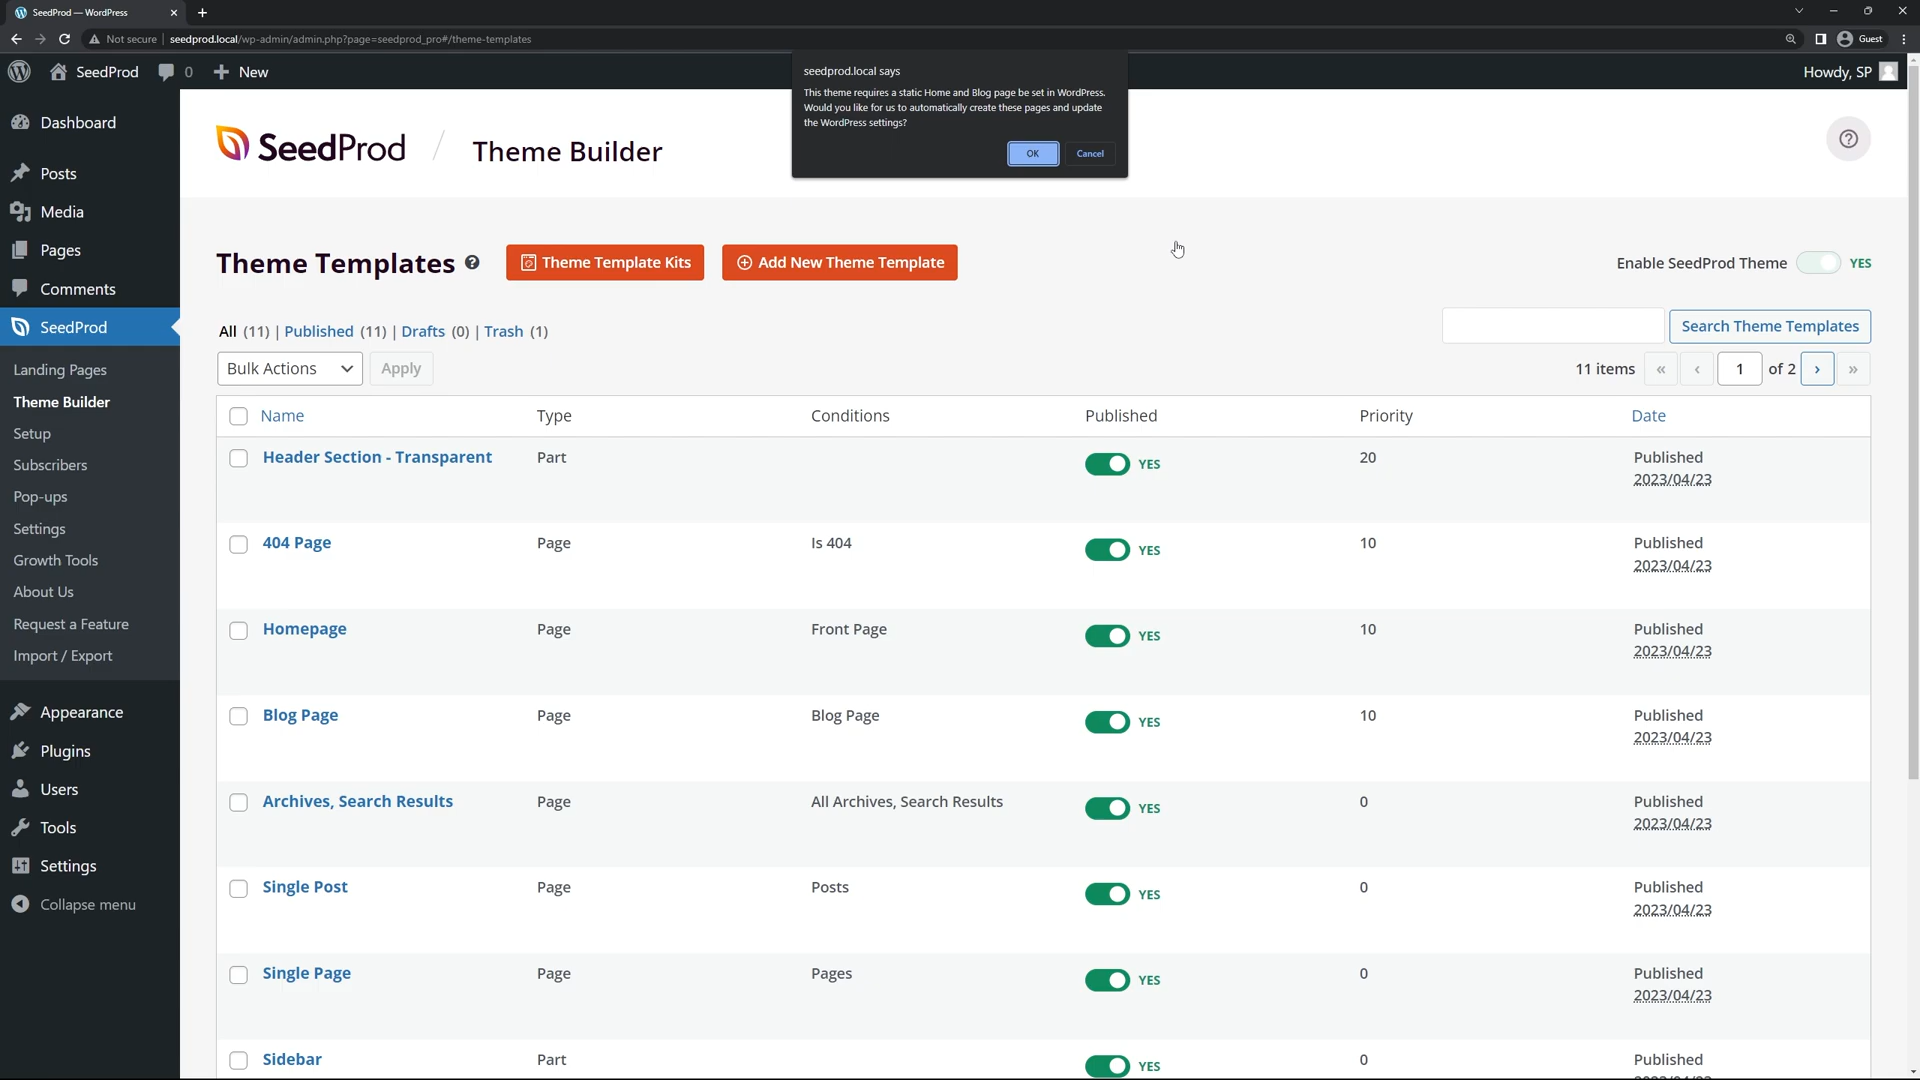 SeedProd — WordPress
Not secure seedprod.local/wp-admin/admin.php?page=seedprod_pro#/theme-templates
Guest
SeedProd 0 New
Howdy, SP
seedprod.local says
This theme requires a static Home and Blog page be set in WordPress.
Would you like for us to automatically create these pages and update
the WordPress settings?
OK Cancel
Dashboard
Posts
Media
Pages
Comments
SeedProd
Landing Pages
Theme Builder
Setup
Subscribers
Pop-ups
Settings
Growth Tools
About Us
Request a Feature
Import / Export
Appearance
Plugins
Users
Tools
Settings
Collapse menu
SeedProd / Theme Builder
Theme Templates Theme Template Kits Add New Theme Template
Enable SeedProd Theme YES
All (11) | Published (11) | Drafts (0) | Trash (1)
Search Theme Templates
Bulk Actions Apply
11 items « ‹ 1 of 2 › »
Name Type Conditions Published Priority Date
Header Section - Transparent Part YES 20 Published
2023/04/23
404 Page Page Is 404 YES 10 Published
2023/04/23
Homepage Page Front Page YES 10 Published
2023/04/23
Blog Page Page Blog Page YES 10 Published
2023/04/23
Archives, Search Results Page All Archives, Search Results YES 0 Published
2023/04/23
Single Post Page Posts YES 0 Published
2023/04/23
Single Page Page Pages YES 0 Published
2023/04/23
Sidebar Part YES 0 Published